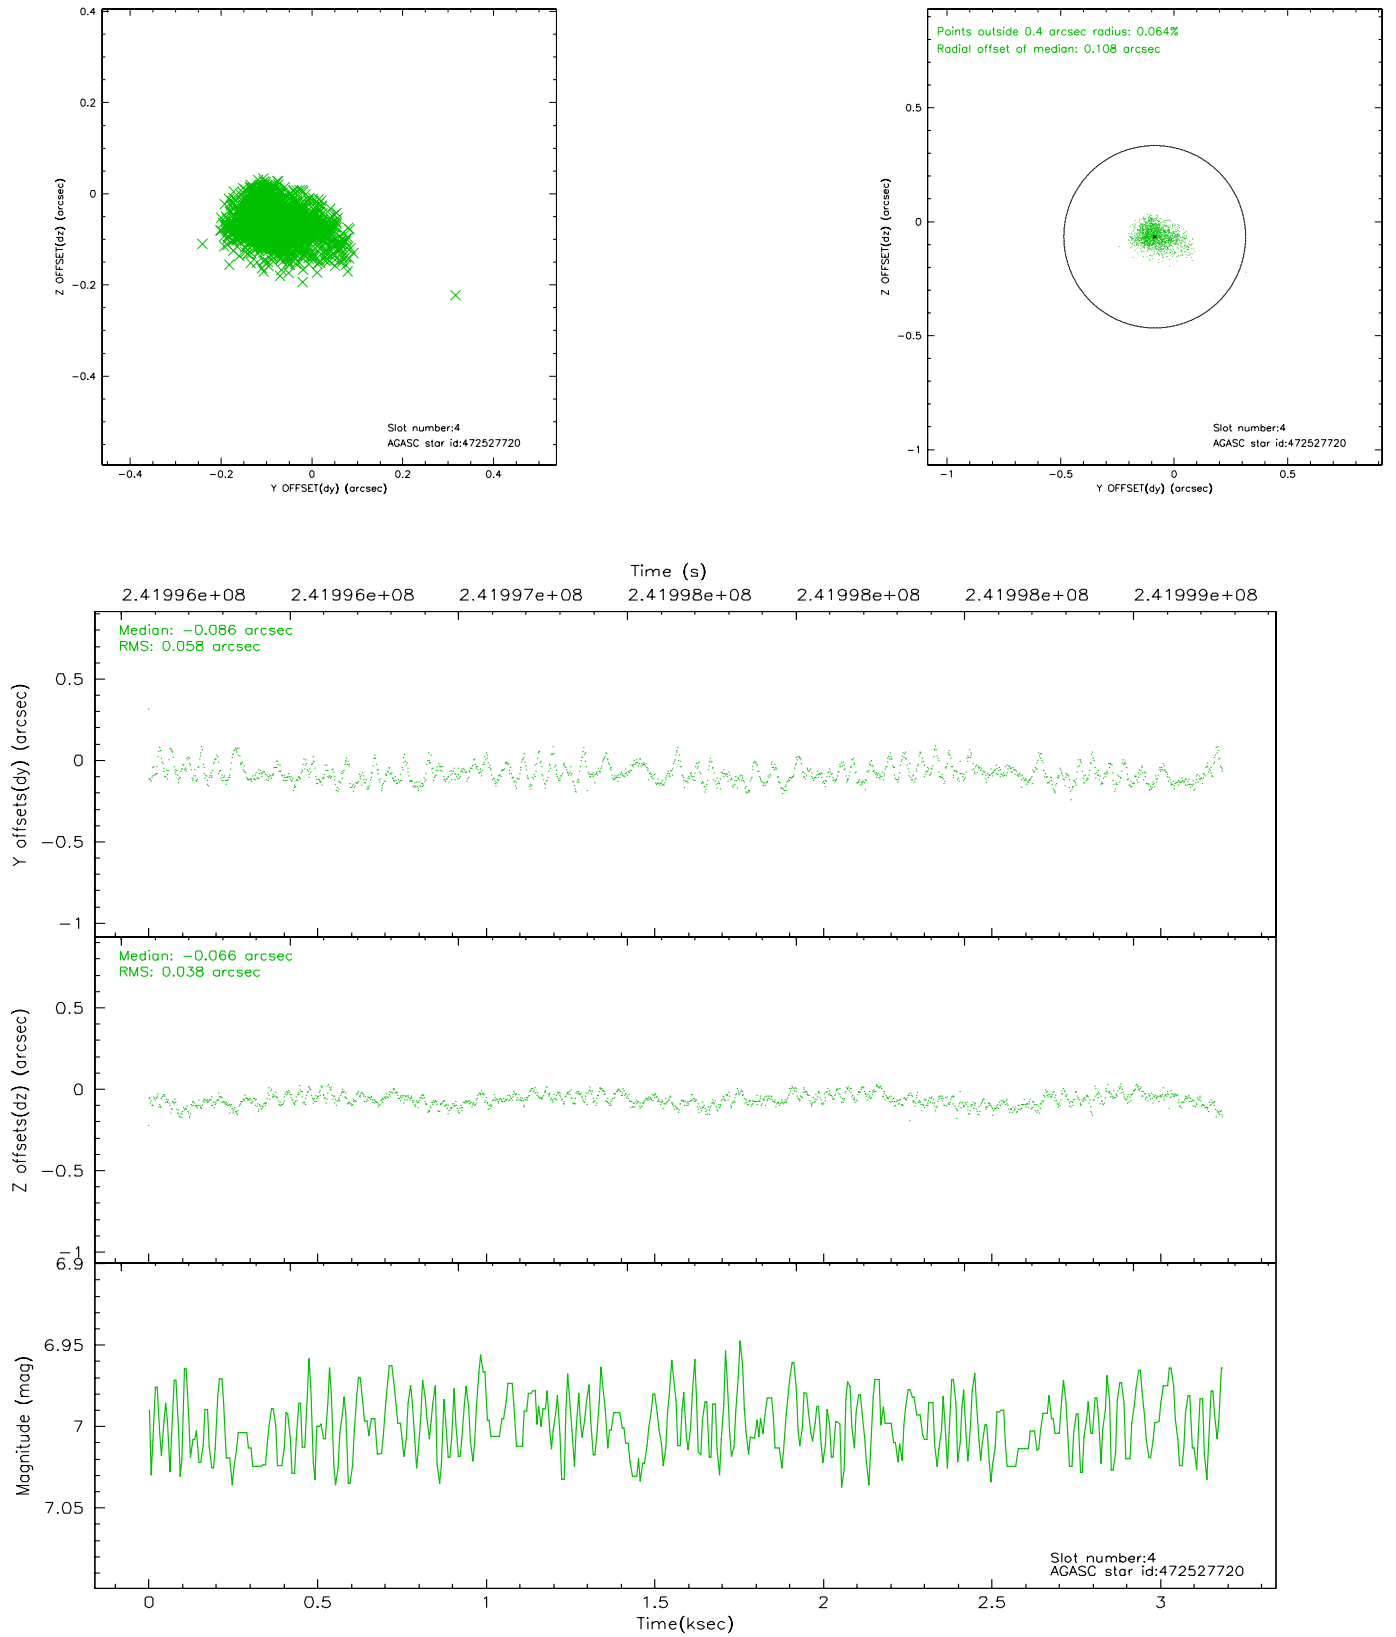 0.4
0.2
0
-0.2
-0.4
Z OFFSET(dz) (arcsec)
Slot number:4
AGASC star id:472527720
-0.4 -0.2 0 0.2 0.4
Y OFFSET(dy) (arcsec)
Points outside 0.4 arcsec radius: 0.064%
Radial offset of median: 0.108 arcsec
0.5
0
-0.5
-1
Z OFFSET(dz) (arcsec)
Slot number:4
AGASC star id:472527720
-1 -0.5 0 0.5
Y OFFSET(dy) (arcsec)
Time (s)
2.41996e+08 2.41996e+08 2.41997e+08 2.41998e+08 2.41998e+08 2.41998e+08 2.41999e+08
Median: -0.086 arcsec
RMS: 0.058 arcsec
0.5
0
-0.5
-1
Y offsets(dy) (arcsec)
Median: -0.066 arcsec
RMS: 0.038 arcsec
0.5
0
-0.5
-1
Z offsets(dz) (arcsec)
6.9
6.95
7
7.05
Magnitude (mag)
Slot number:4
AGASC star id:472527720
0 0.5 1 1.5 2 2.5 3
Time(ksec)